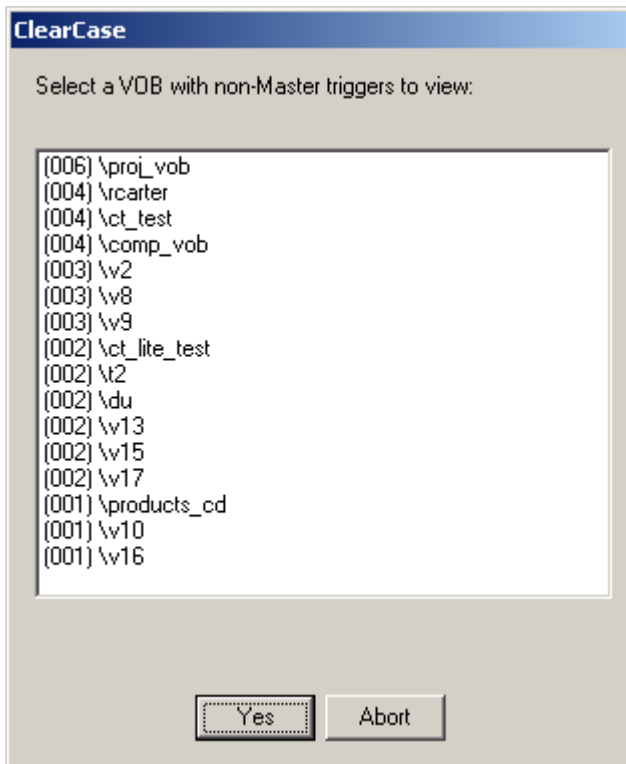 ClearCase
Select a VOB with non-Master triggers to view:
(006) \proj_vob
(004) \rcarter
(004) \ct_test
(004) \comp_vob
(003) \v2
(003) \v8
(003) \v9
(002) \ct_lite_test
(002) \t2
(002) \du
(002) \v13
(002) \v15
(002) \v17
(001) \products_cd
(001) \v10
(001) \v16
Yes Abort